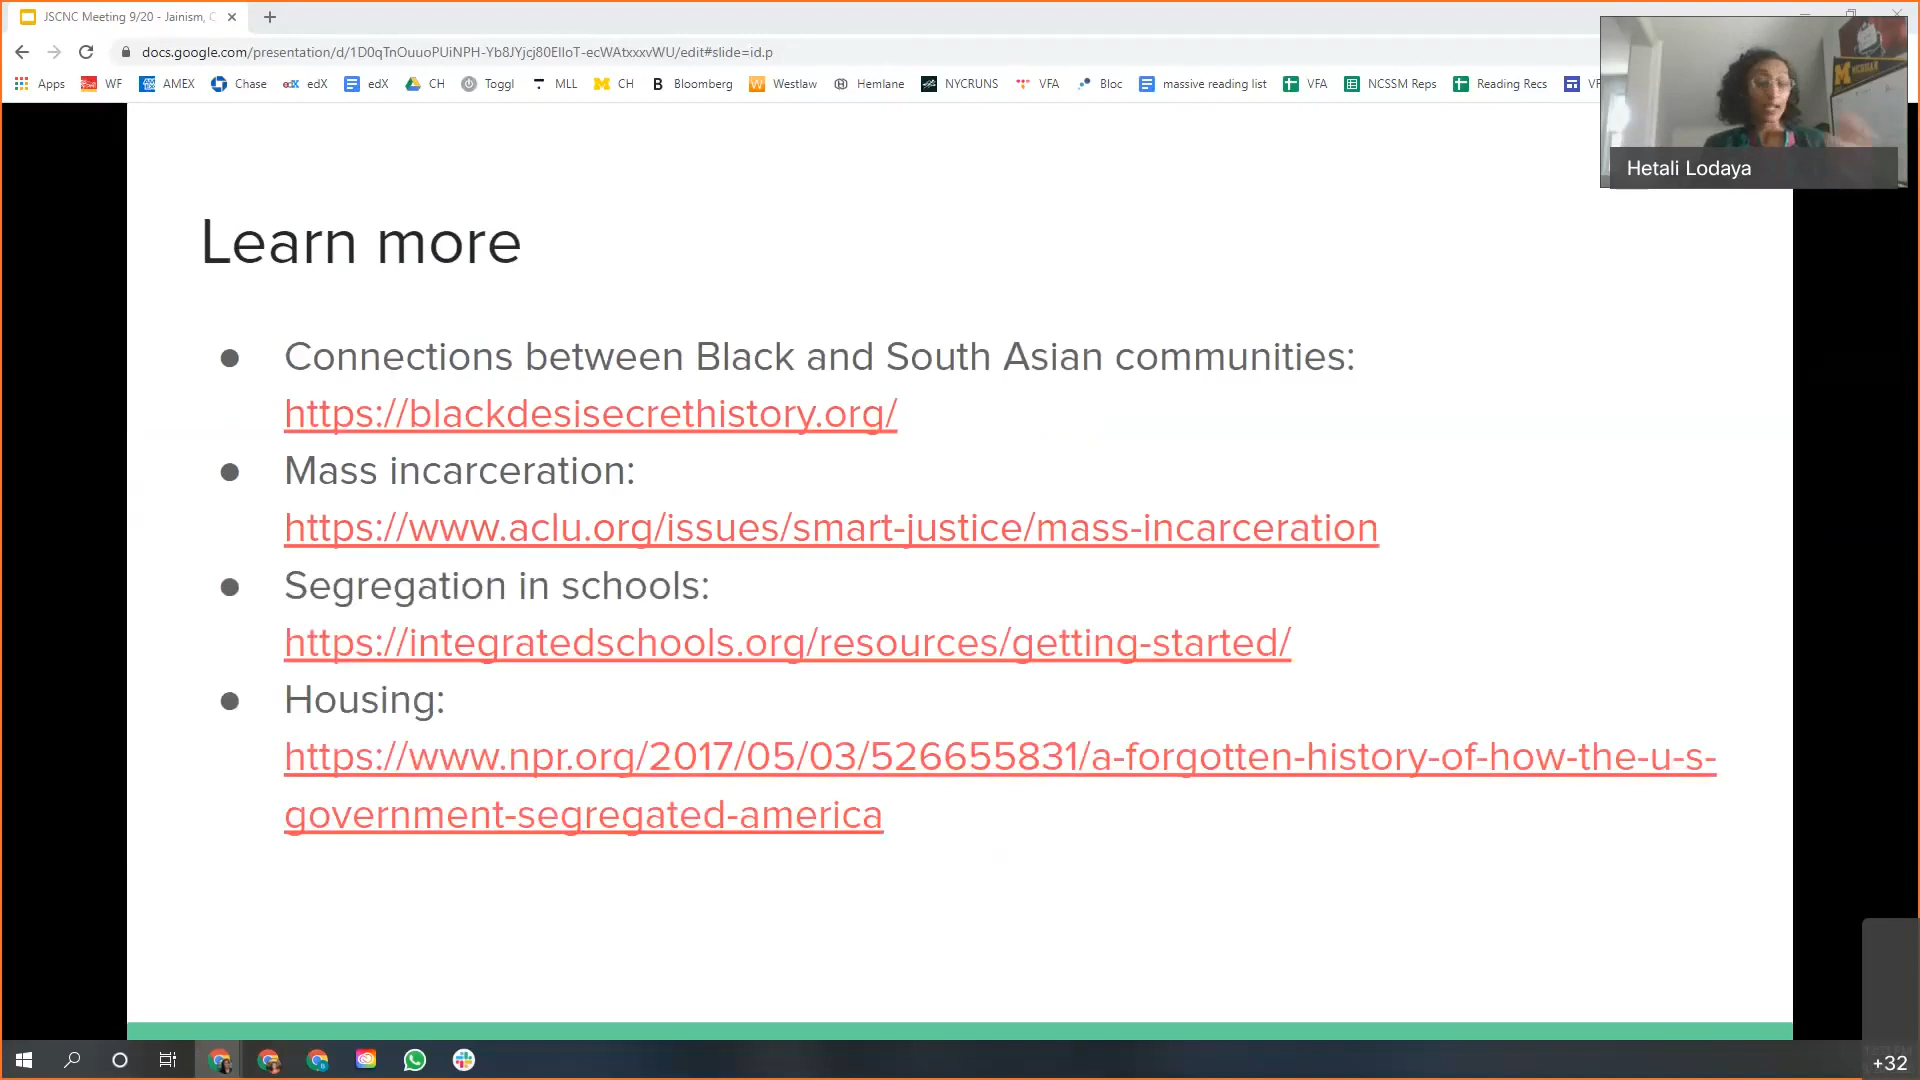 JSCNC Meeting 9/20 - Jainism,
docs.google.com/presentation/d/1D0qTnOuuoPUiNPH-Yb8JYjcj80EIIoT-ecWAtxxxvWU/edit#slide=id.p
Apps WF AMEX Chase edX edX CH Toggl MLL CH Bloomberg Westlaw Hemlane NYCRUNS VFA Bloc massive reading list VFA NCSSM Reps Reading Recs
Hetali Lodaya
Learn more
● Connections between Black and South Asian communities:
https://blackdesisecrethistory.org/
● Mass incarceration:
https://www.aclu.org/issues/smart-justice/mass-incarceration
● Segregation in schools:
https://integratedschools.org/resources/getting-started/
● Housing:
https://www.npr.org/2017/05/03/526655831/a-forgotten-history-of-how-the-u-s-
government-segregated-america
+32